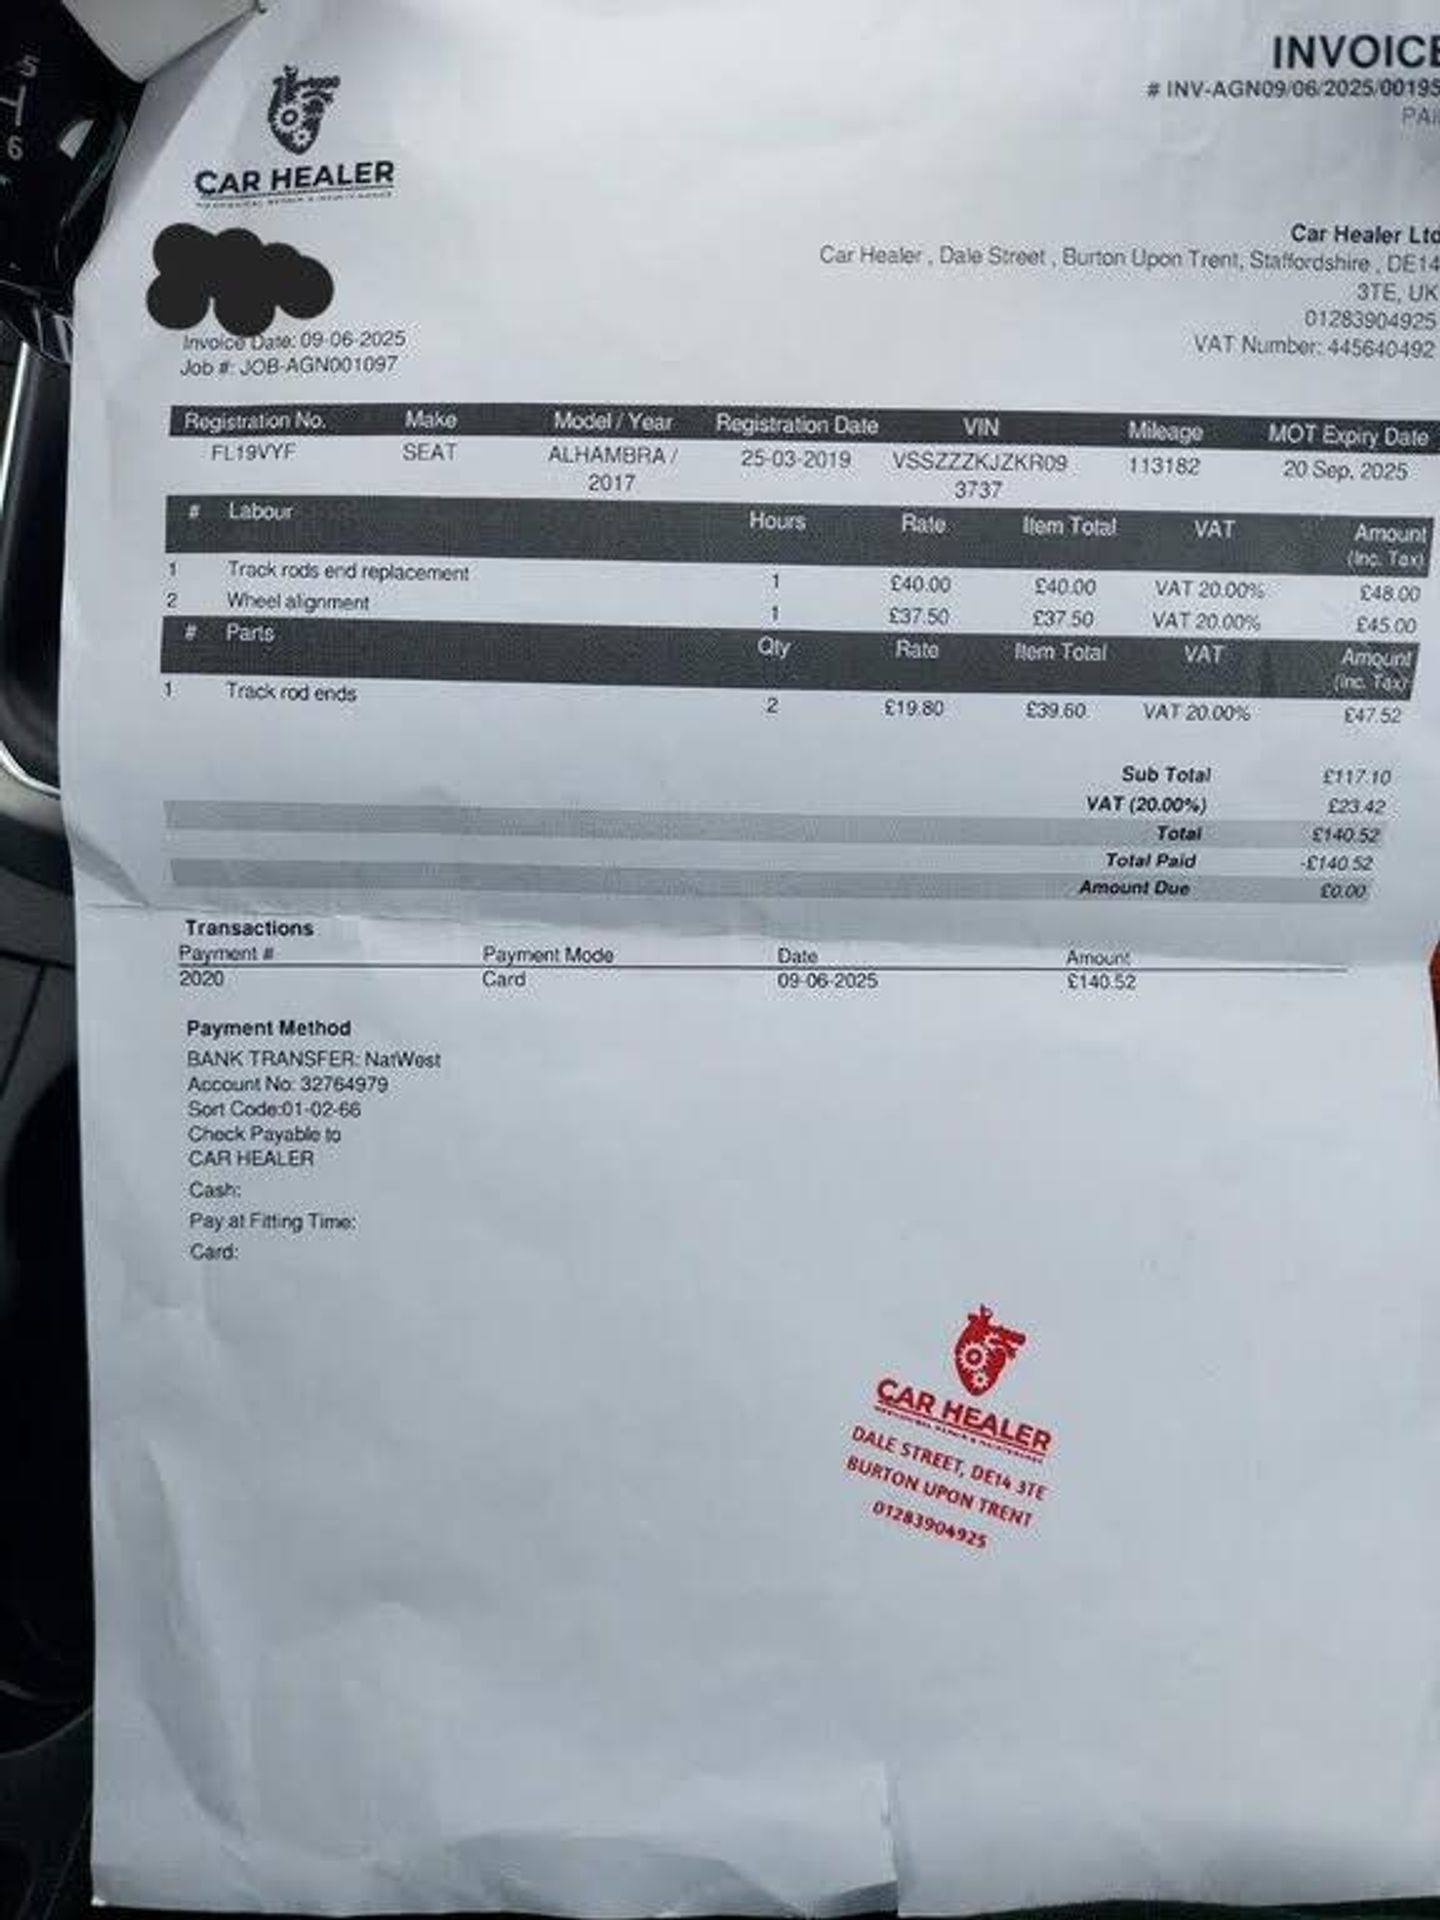 5
6
INVOICE
# INV-AGN09/06/2025/00195
PAI
CAR HEALER
Car Healer Ltd
Car Healer , Dale Street , Burton Upon Trent, Staffordshire , DE14
3TE, UK
01283904925
VAT Number: 445640492
Invoice Date: 09-06-2025
Job #: JOB-AGN001097
Registration No. Make Model / Year Registration Date VIN Mileage MOT Expiry Date
FL19VYF SEAT ALHAMBRA / 25-03-2019 VSSZZZKJZKR09 113182 20 Sep, 2025
2017 3737
# Labour Hours Rate Item Total VAT Amount
(Inc. Tax)
1 Track rods end replacement 1 £40.00 £40.00 VAT 20.00% £48.00
2 Wheel alignment 1 £37.50 £37.50 VAT 20.00% £45.00
# Parts Qty Rate Item Total VAT Amount
(Inc. Tax)
1 Track rod ends 2 £19.80 £39.60 VAT 20.00% £47.52
Sub Total £117.10
VAT (20.00%) £23.42
Total £140.52
Total Paid -£140.52
Amount Due £0.00
Transactions
Payment # Payment Mode Date Amount
2020 Card 09-06-2025 £140.52
Payment Method
BANK TRANSFER: NatWest
Account No: 32764979
Sort Code:01-02-66
Check Payable to
CAR HEALER
Cash:
Pay at Fitting Time:
Card:
CAR HEALER
DALE STREET, DE14 3TE
BURTON UPON TRENT
01283904925